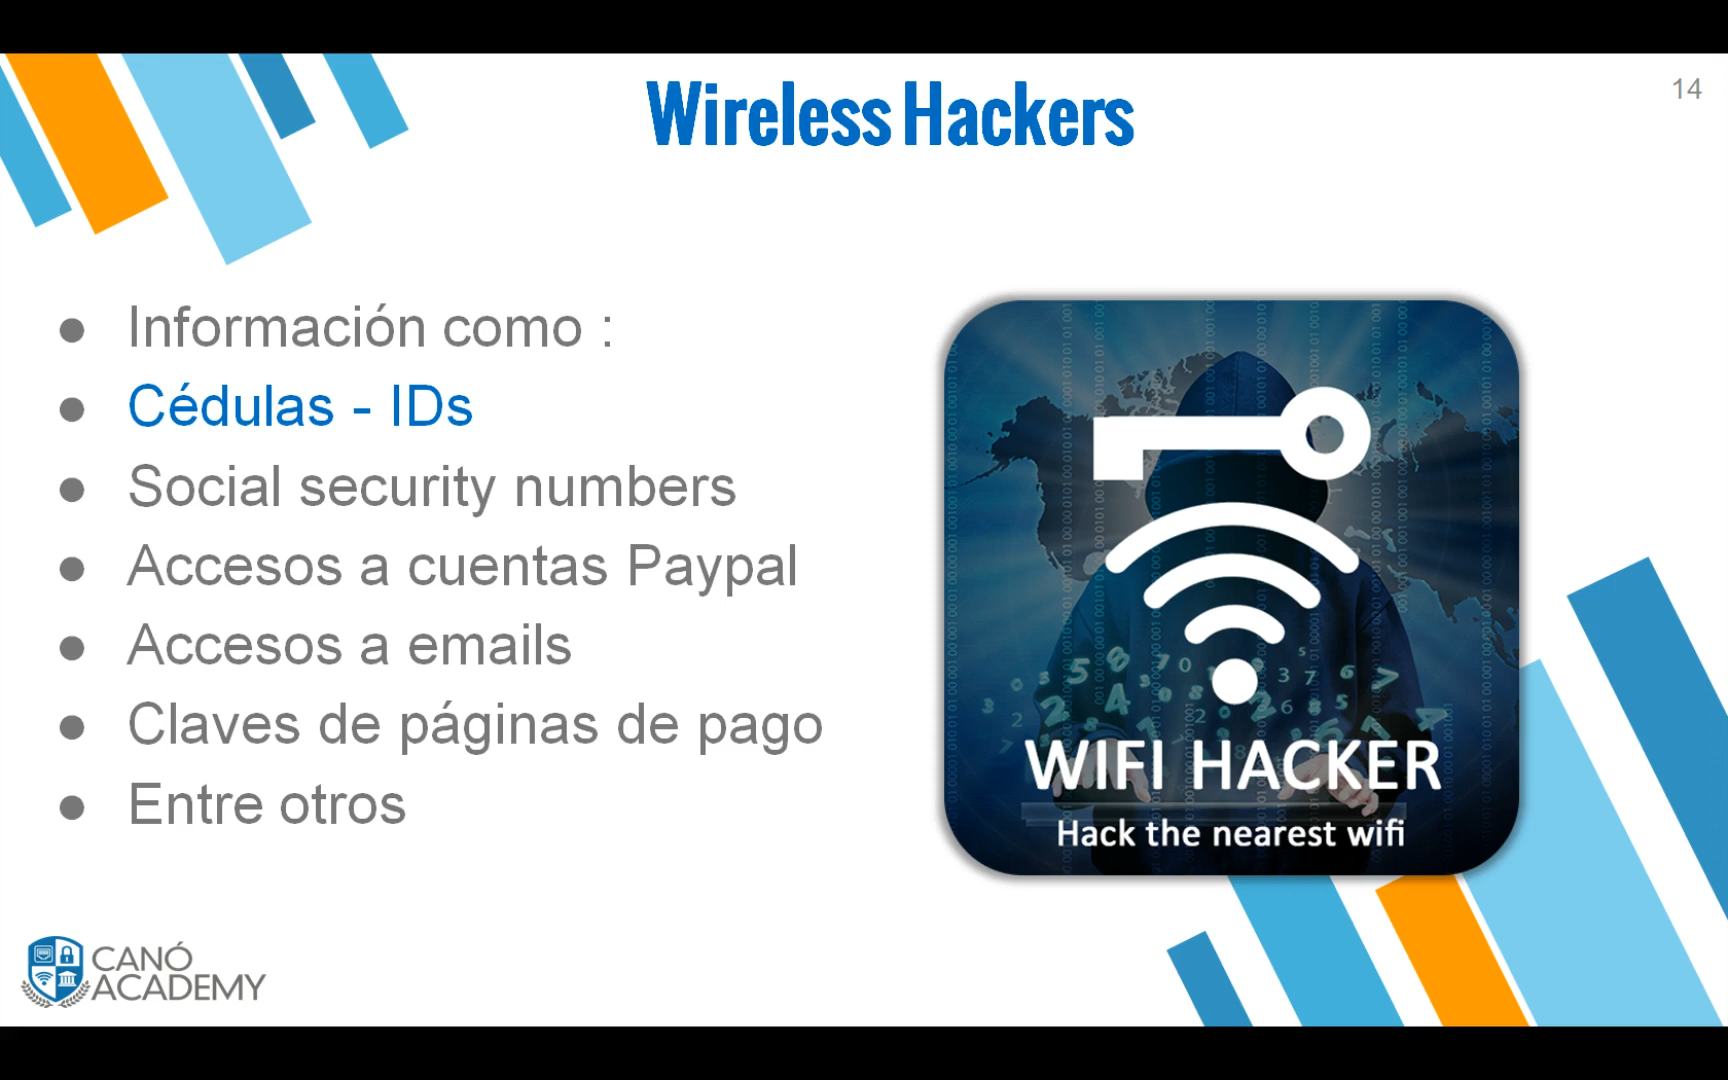 Wireless Hackers
14
Información como :
Cédulas - IDs
Social security numbers
Accesos a cuentas Paypal
Accesos a emails
Claves de páginas de pago
Entre otros
WIFI HACKER
Hack the nearest wifi
CANÓ
ACADEMY